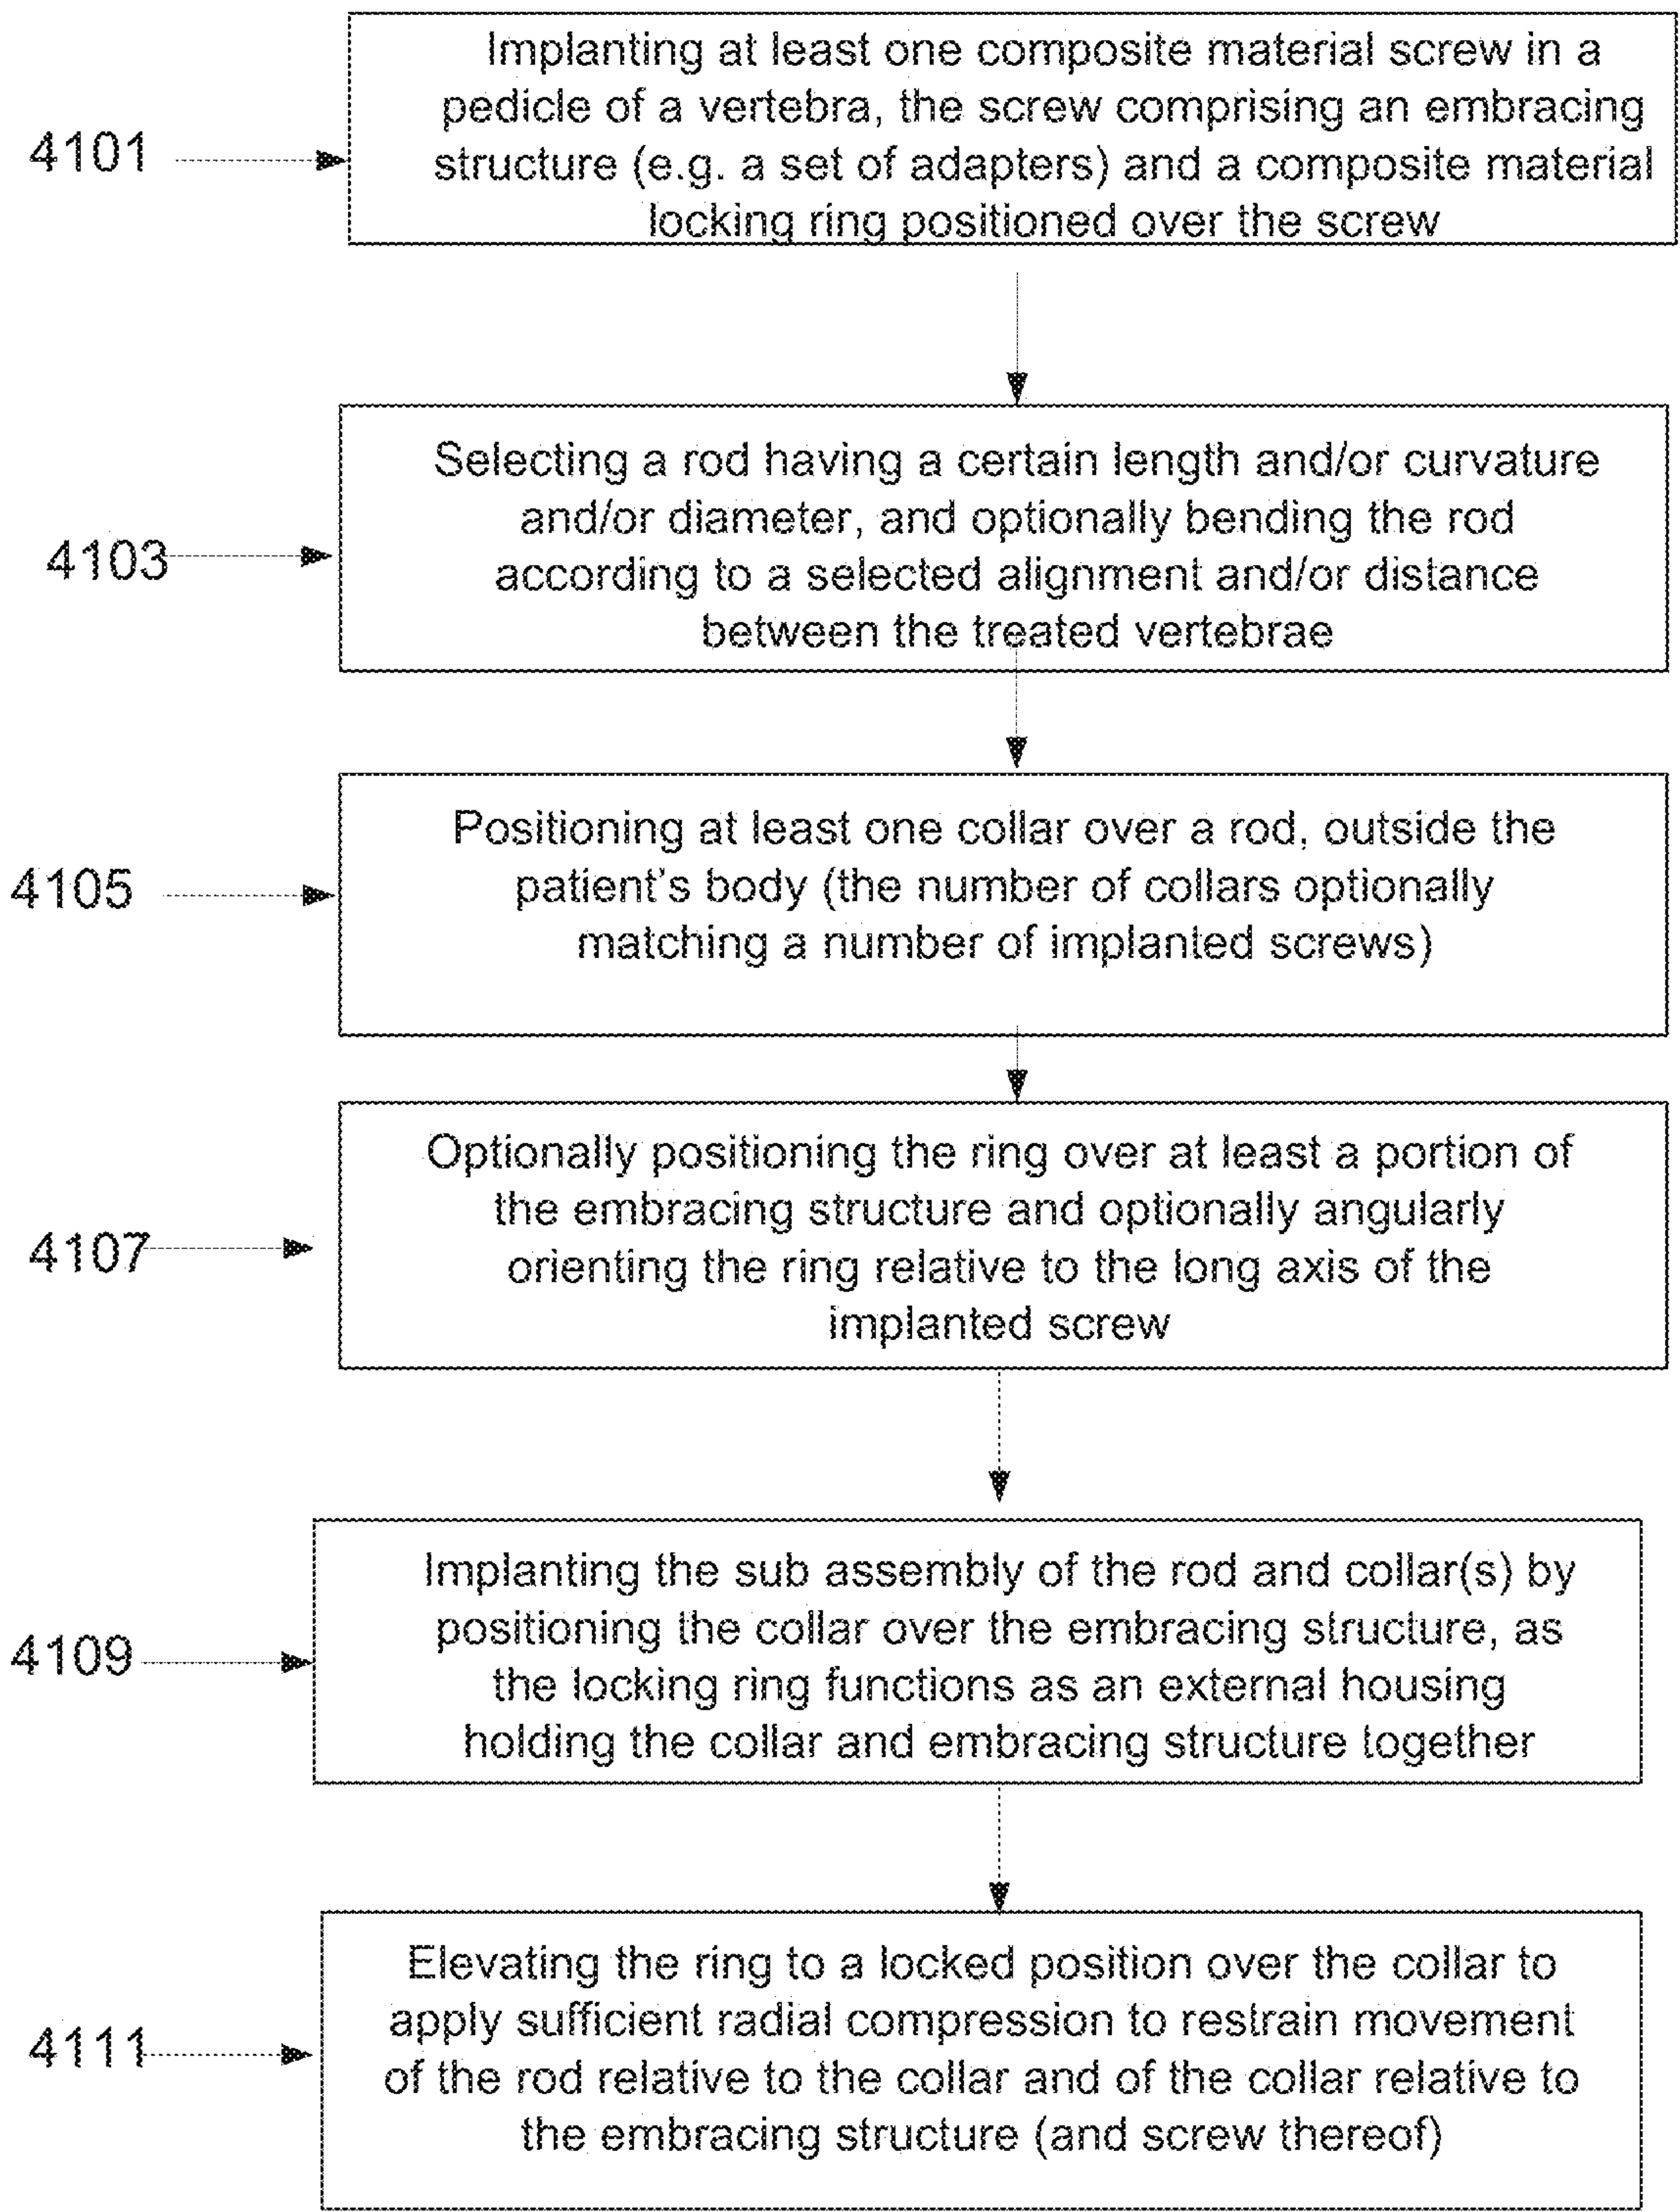 Implanting at least one composite material screw in a
pedicle of a vertebra, the screw comprising an embracing
structure (e.g. a set of adapters) and a composite material
locking ring positioned over the screw
4101
Selecting a rod having a certain length and/or curvature
and/or diameter, and optionally bending the rod
according to a selected alignment and/or distance
between the treated vertebrae
4103
Positioning at least one collar over a rod, outside the
patient's body (the number of collars optionally
matching a number of implanted screws)
4105
Optionally positioning the ring over at least a portion of
the embracing structure and optionally angularly
orienting the ring relative to the long axis of the
implanted screw
4107
Implanting the sub assembly of the rod and collar(s) by
positioning the collar over the embracing structure, as
the locking ring functions as an external housing
holding the collar and embracing structure together
4109
Elevating the ring to a locked position over the collar to
apply sufficient radial compression to restrain movement
of the rod relative to the collar and of the collar relative to
the embracing structure (and screw thereof)
4111